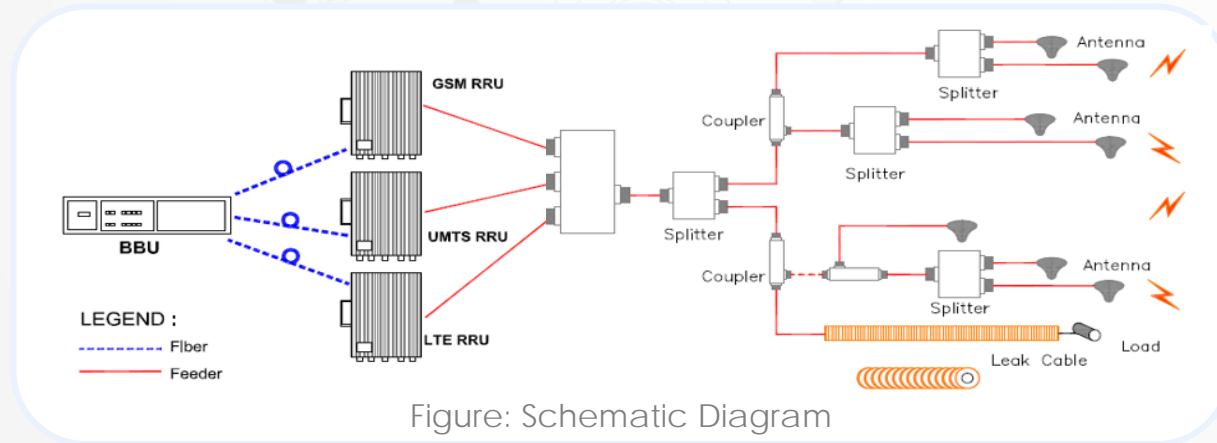 GSM RRU
UMTS RRU
LTE RRU
BBU
LEGEND :
Fiber
Feeder
Splitter
Coupler
Splitter
Antenna
Splitter
Antenna
Coupler
Splitter
Antenna
Leak Cable
Load
Figure: Schematic Diagram